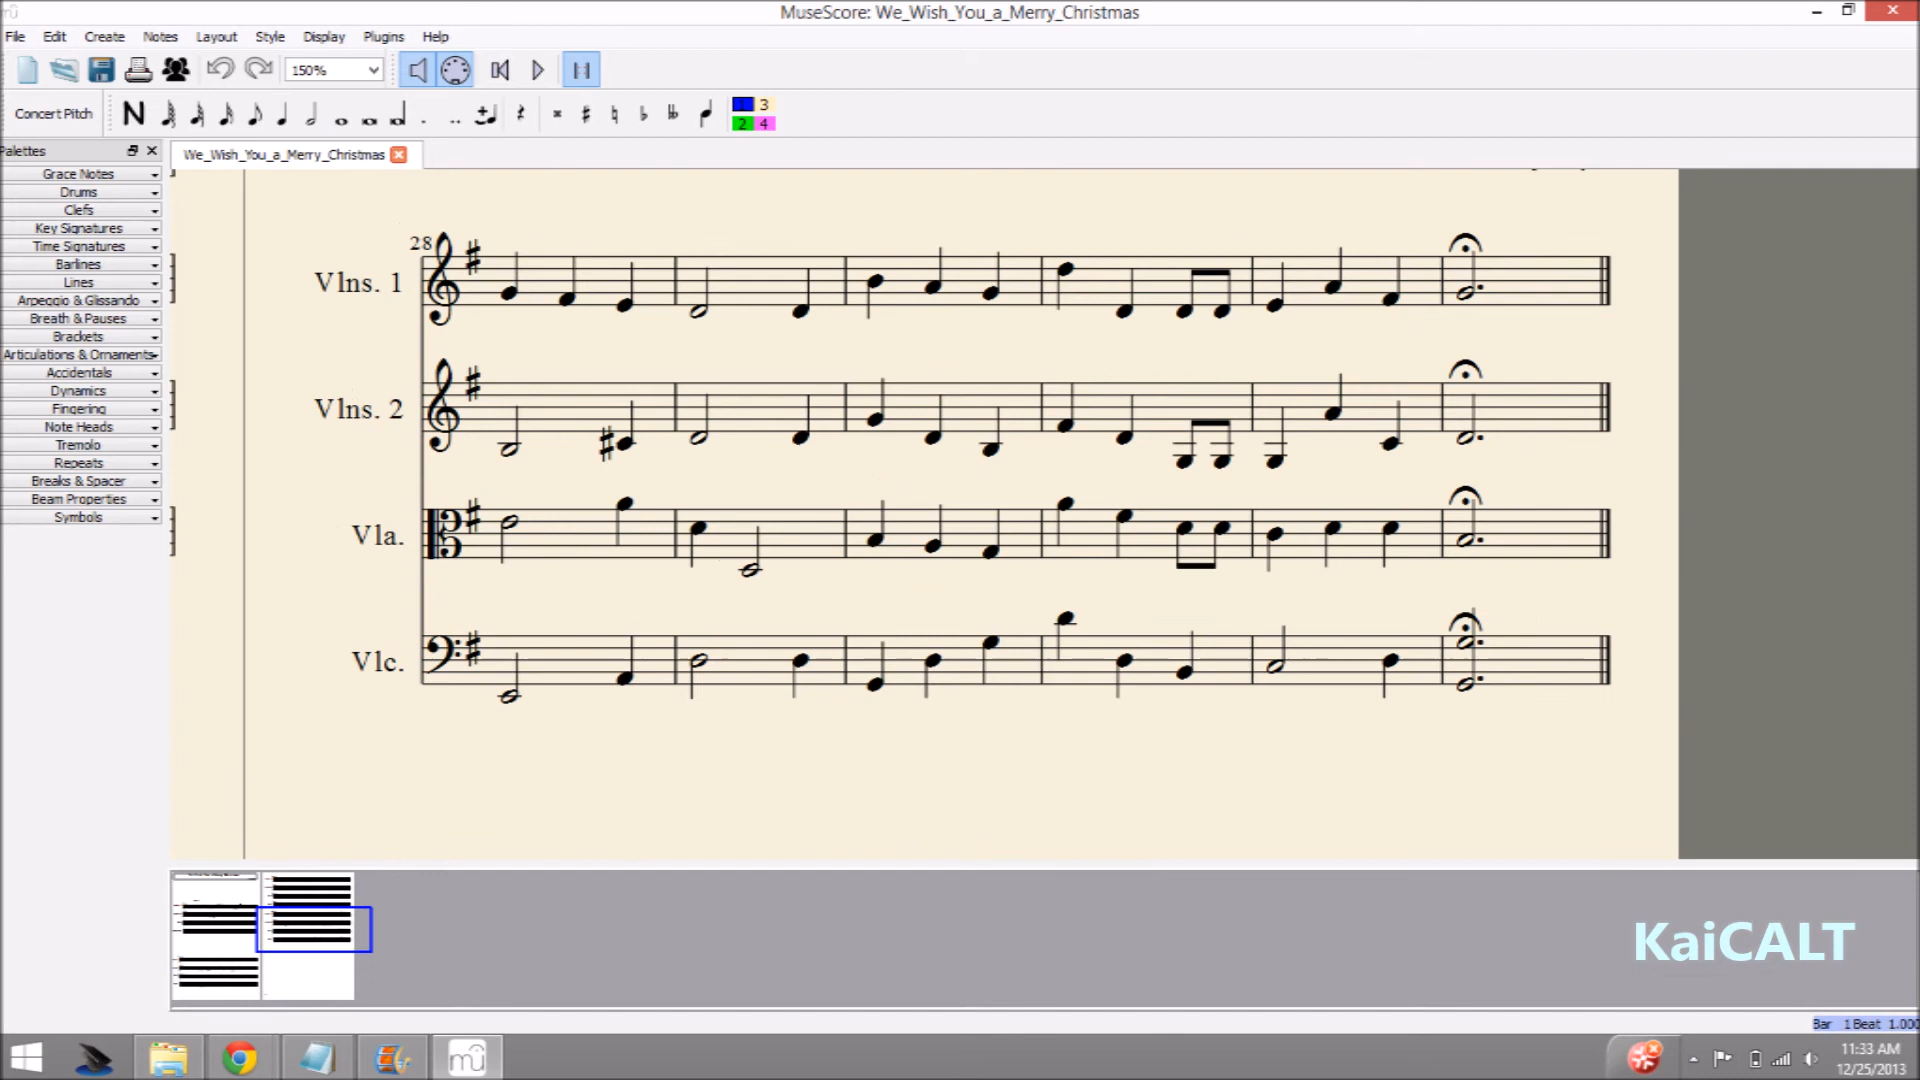 MuseScore: We_Wish_You_a_Merry_Christmas
File Edit Create Notes Layout Style Display Plugins Help
150%
Concert Pitch N 1 3
2 4
Palettes
We_Wish_You_a_Merry_Christmas
Grace Notes
Drums
Clefs
Key Signatures
Time Signatures
Barlines
Lines
Arpeggio & Glissando
Breath & Pauses
Brackets
Articulations & Ornaments
Accidentals
Dynamics
Fingering
Note Heads
Tremolo
Repeats
Breaks & Spacer
Beam Properties
Symbols
28
Vlns. 1
Vlns. 2
Vla.
Vlc.
KaiCALT
Bar 1 Beat 1.000
mū
11:33 AM
12/25/2013